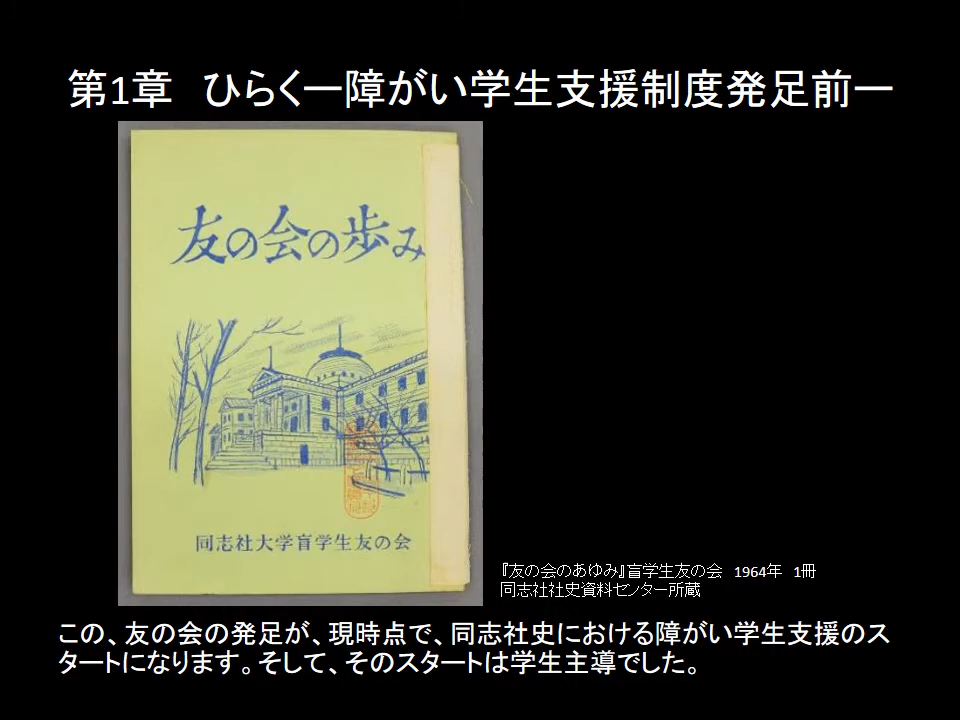 第1章　ひらくー障がい学生支援制度発足前ー
友の会の歩み
同志社大学盲学生友の会
『友の会のあゆみ』盲学生友の会　1964年　1冊
同志社社史資料センター所蔵
この、友の会の発足が、現時点で、同志社史における障がい学生支援のス
タートになります。そして、そのスタートは学生主導でした。